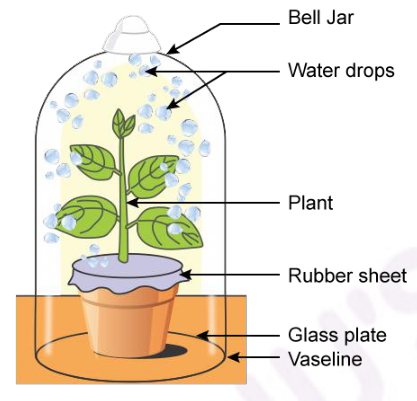 Bell Jar
Water drops
Plant
Rubber sheet
Glass plate
Vaseline